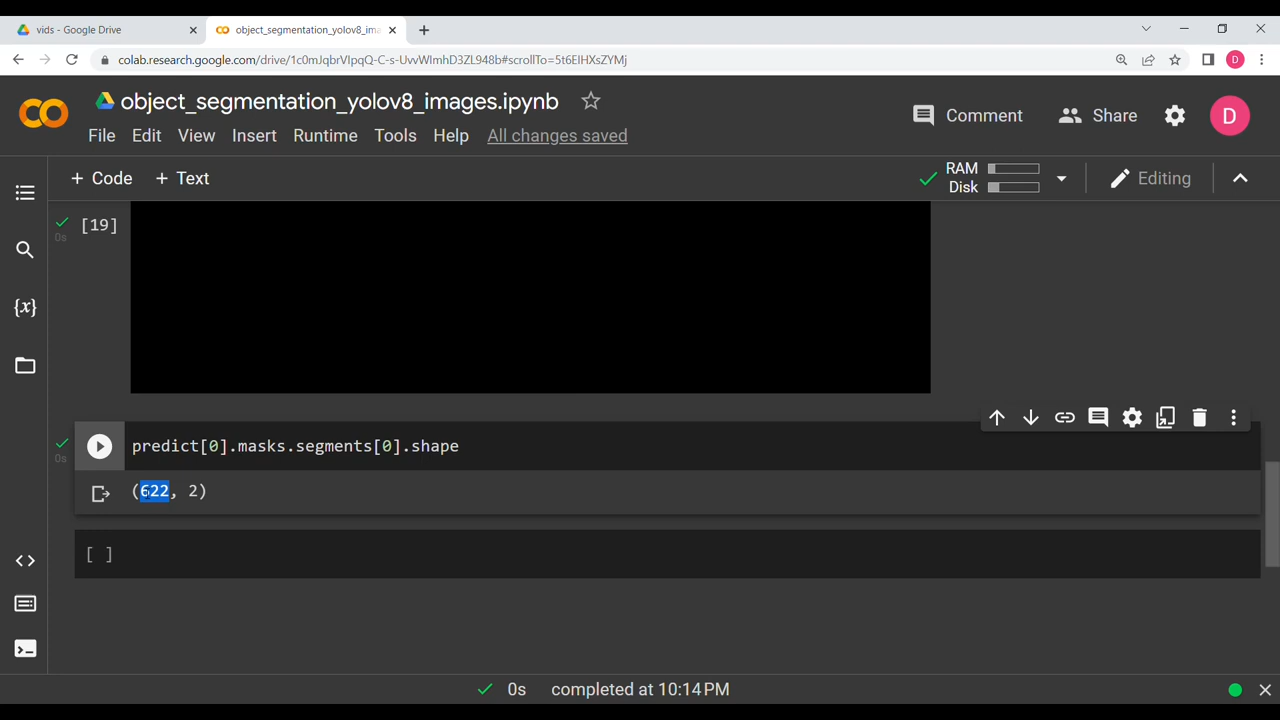 vids - Google Drive
object_segmentation_yolov8_ima
colab.research.google.com/drive/1c0mJqbrVlpqQ-C-s-UvvWlmhD3ZL948b#scrollTo=5t6ElHXsZYMj
D
CO
object_segmentation_yolov8_images.ipynb
Comment
Share
D
File Edit View Insert Runtime Tools Help All changes saved
+ Code + Text
RAM
Disk
Editing
[19]
0s
predict[0].masks.segments[0].shape
0s
(622, 2)
[ ]
{x}
0s completed at 10:14 PM